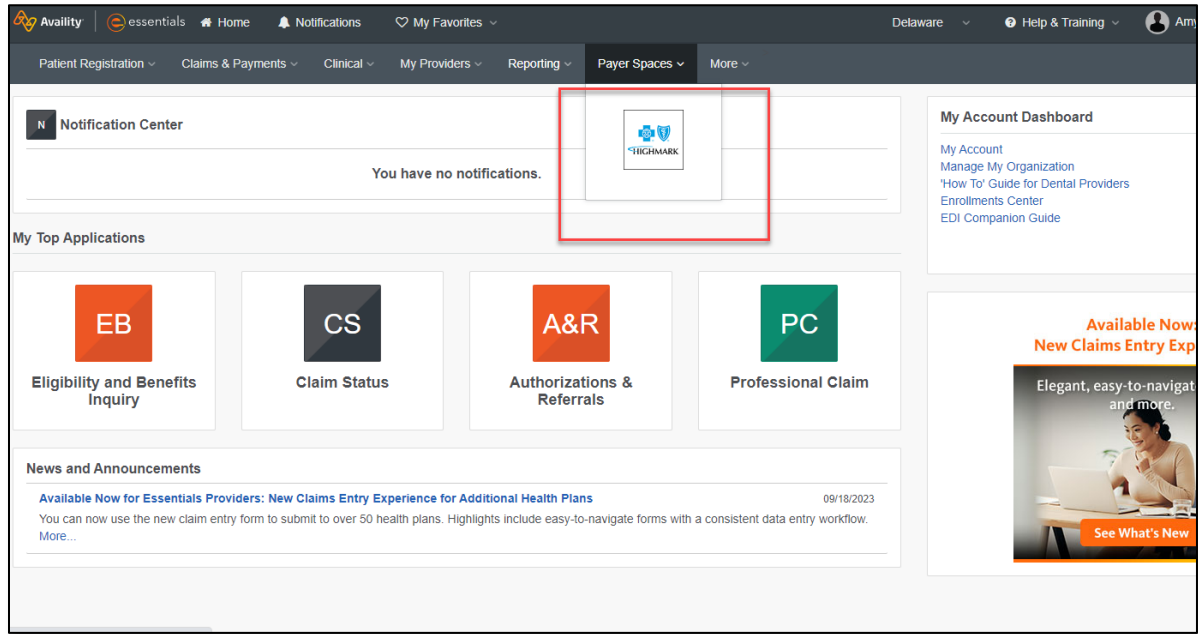 Availity essentials Home Notifications My Favorites Delaware Help & Training Amy
Patient Registration Claims & Payments Clinical My Providers Reporting Payer Spaces More
HIGHMARK
N Notification Center
You have no notifications.
My Account Dashboard
My Account
Manage My Organization
'How To' Guide for Dental Providers
Enrollments Center
EDI Companion Guide
My Top Applications
EB
Eligibility and Benefits
Inquiry
CS
Claim Status
A&R
Authorizations &
Referrals
PC
Professional Claim
Available Now:
New Claims Entry Exp
Elegant, easy-to-navigat
and more.
See What's New
News and Announcements
Available Now for Essentials Providers: New Claims Entry Experience for Additional Health Plans 09/18/2023
You can now use the new claim entry form to submit to over 50 health plans. Highlights include easy-to-navigate forms with a consistent data entry workflow.
More...